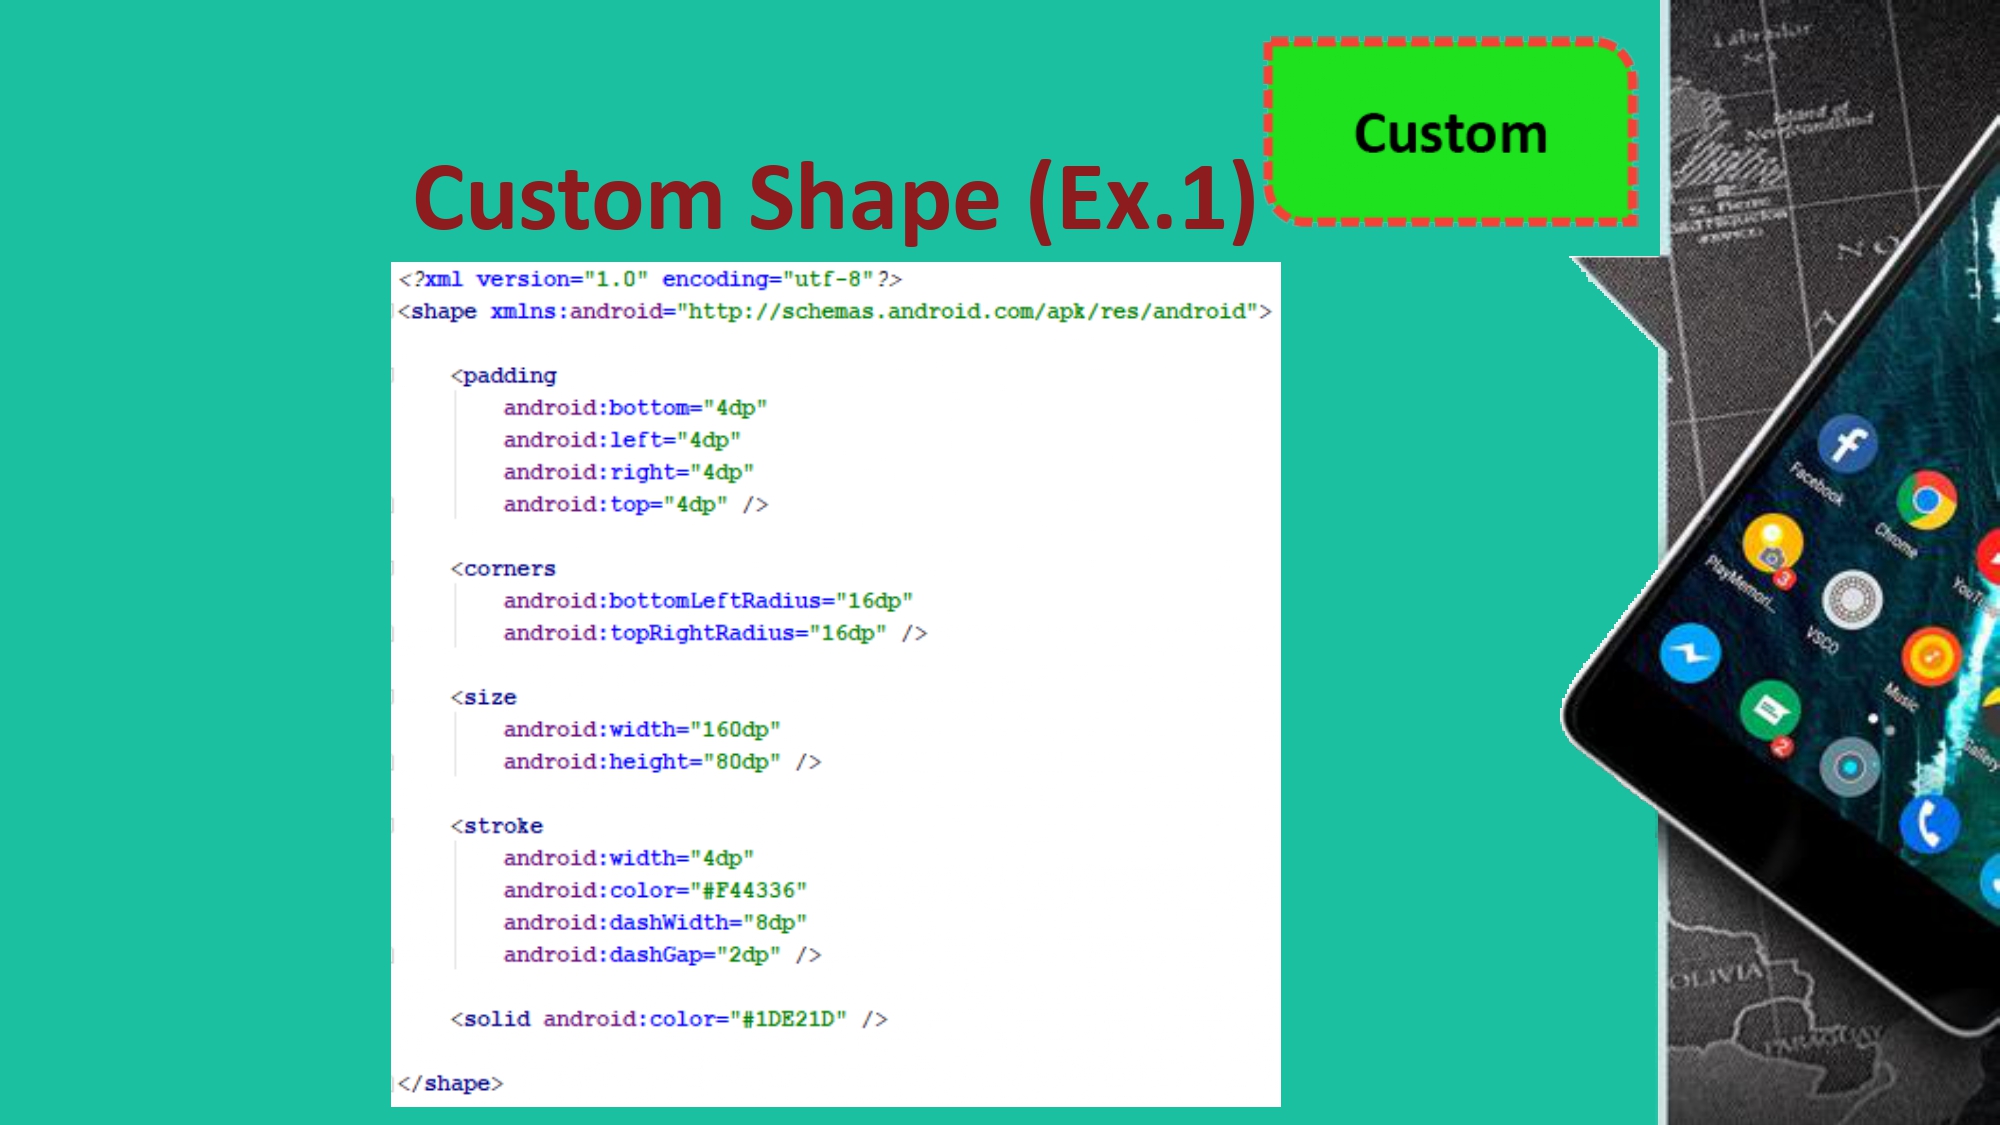 Custom
Custom Shape (Ex.1)
<?xml version="1.0" encoding="utf-8"?>
<shape xmlns:android="http://schemas.android.com/apk/res/android">
<padding
android:bottom="4dp"
android:left="4dp"
android:right="4dp"
android:top="4dp" />
<corners
android:bottomLeftRadius="16dp"
android:topRightRadius="16dp" />
<size
android:width="160dp"
android:height="80dp" />
<stroke
android:width="4dp"
android:color="#F44336"
android:dashWidth="8dp"
android:dashGap="2dp" />
<solid android:color="#1DE21D" />
</shape>
Labrador
Island of
Newfoundland
St. Pierre
Facebook
Chrome
PlayMemori...
VSCO
Music
Gallery
3
2
OLIVIA
PARAGUAY